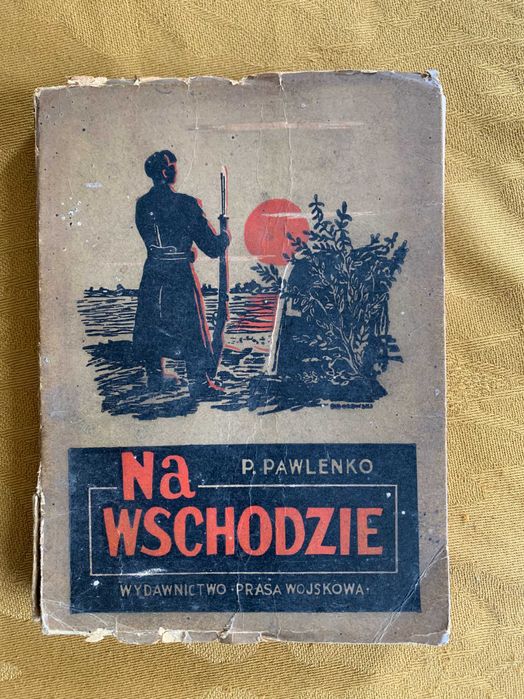 P. PAWLENKO
Na
WSCHODZIE
WYDAWNICTWO·PRASA WOJSKOWA·